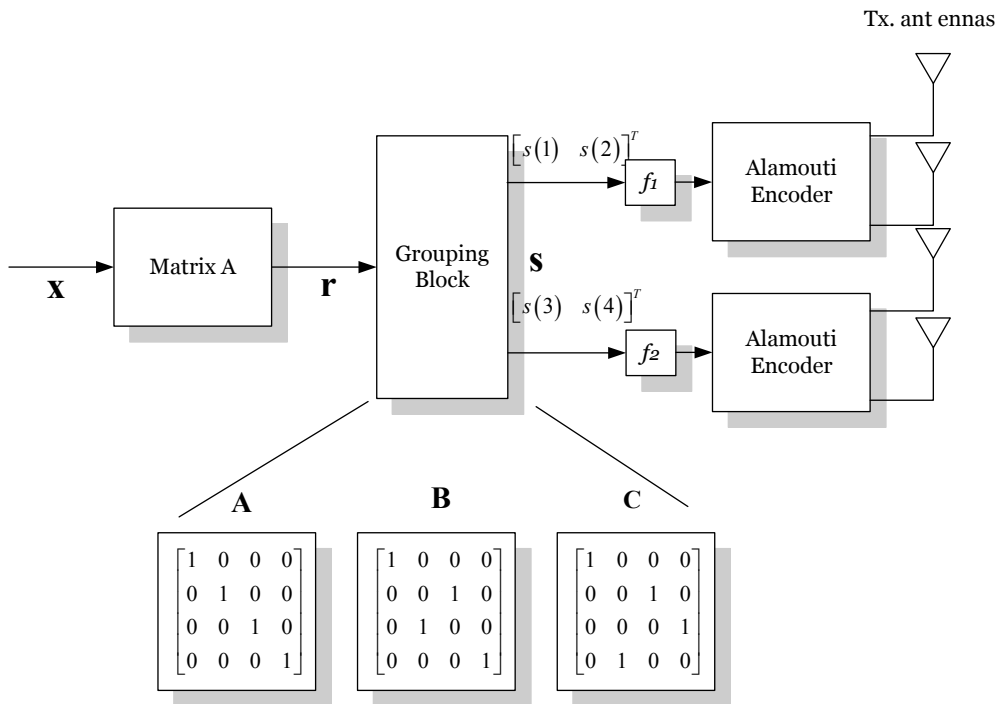 Tx. ant ennas
[s(1) s(2)]^T
f1
Alamouti
Encoder
Matrix A
Grouping
Block
x
r
s
[s(3) s(4)]^T
f2
Alamouti
Encoder
A
B
C
1 0 0 0
0 1 0 0
0 0 1 0
0 0 0 1
1 0 0 0
0 0 1 0
0 1 0 0
0 0 0 1
1 0 0 0
0 0 1 0
0 0 0 1
0 1 0 0